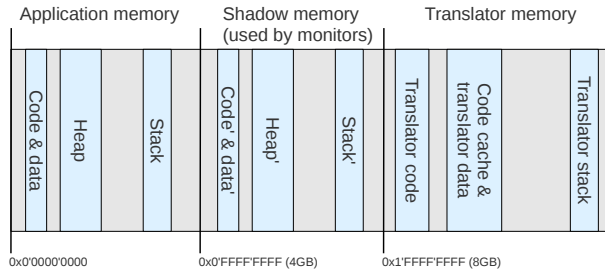 Application memory
Shadow memory
(used by monitors)
Translator memory
Code & data
Heap
Stack
Code' & data'
Heap'
Stack'
Translator code
Code cache &
translator data
Translator stack
0x0'0000'0000
0x0'FFFF'FFFF (4GB)
0x1'FFFF'FFFF (8GB)